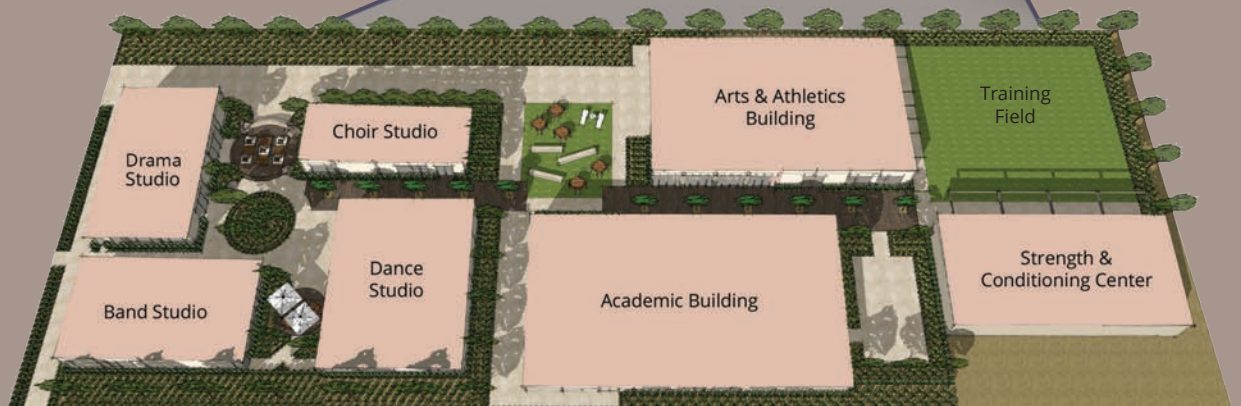 Arts & Athletics
Building
Training
Field
Choir Studio
Drama
Studio
Dance
Studio
Strength &
Conditioning Center
Academic Building
Band Studio